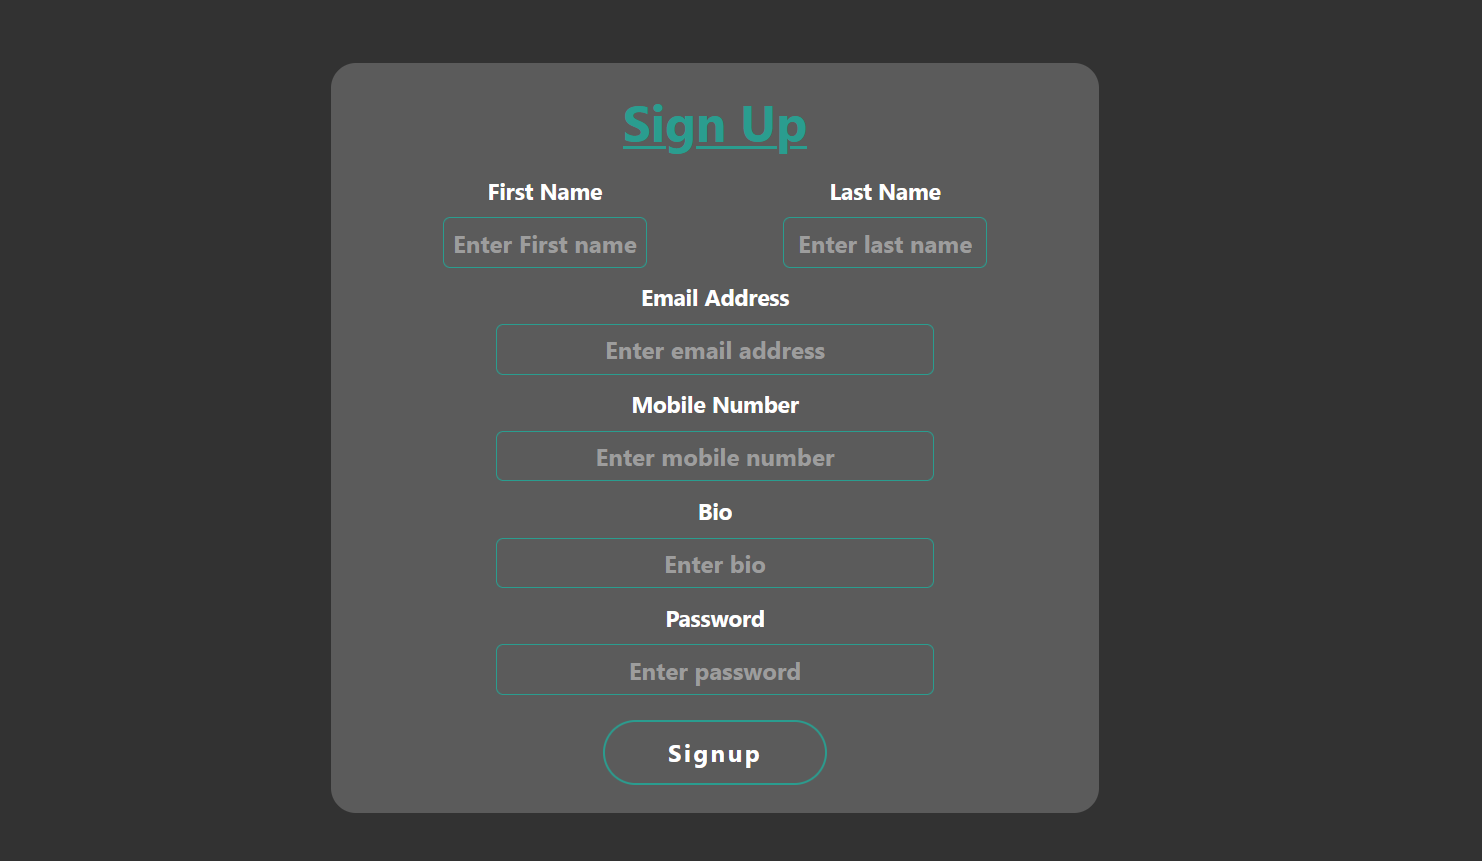 Sign Up
First Name Last Name
Enter First name Enter last name
Email Address
Enter email address
Mobile Number
Enter mobile number
Bio
Enter bio
Password
Enter password
Signup